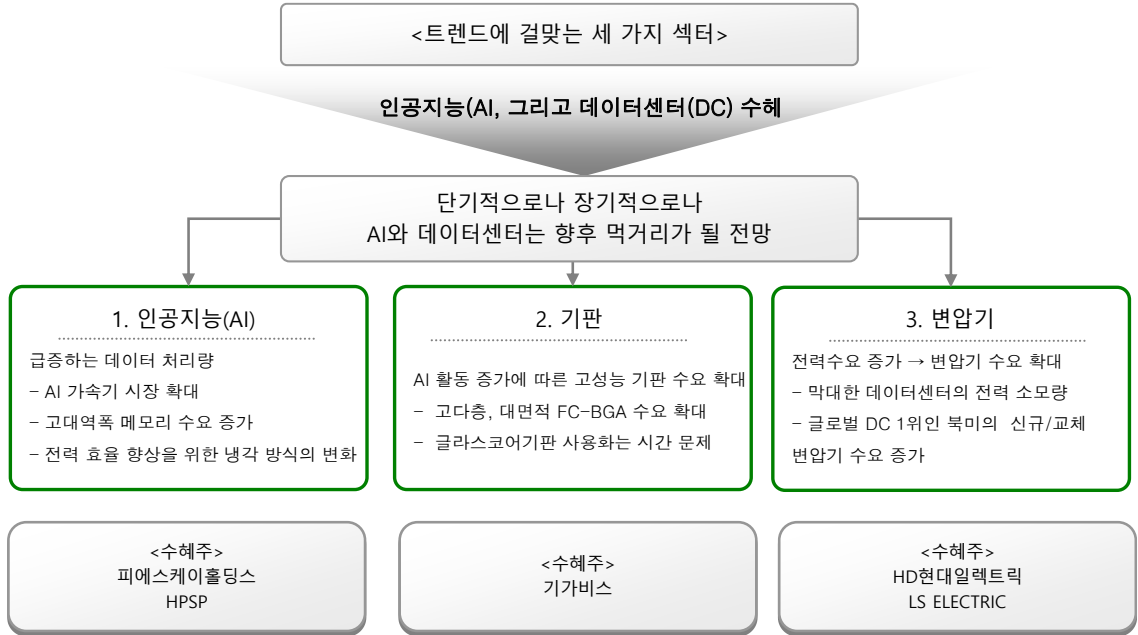 <트렌드에 걸맞는 세 가지 섹터>
인공지능(AI, 그리고 데이터센터(DC) 수헤
단기적으로나 장기적으로나
AI와 데이터센터는 향후 먹거리가 될 전망
1. 인공지능(AI)
급증하는 데이터 처리량
- AI 가속기 시장 확대
- 고대역폭 메모리 수요 증가
- 전력 효율 향상을 위한 냉각 방식의 변화
2. 기판
AI 활동 증가에 따른 고성능 기판 수요 확대
- 고다층, 대면적 FC-BGA 수요 확대
- 글라스코어기판 사용화는 시간 문제
3. 변압기
전력수요 증가 → 변압기 수요 확대
- 막대한 데이터센터의 전력 소모량
- 글로벌 DC 1위인 북미의 신규/교체
변압기 수요 증가
<수혜주>
피에스케이홀딩스
HPSP
<수혜주>
기가비스
<수혜주>
HD현대일렉트릭
LS ELECTRIC